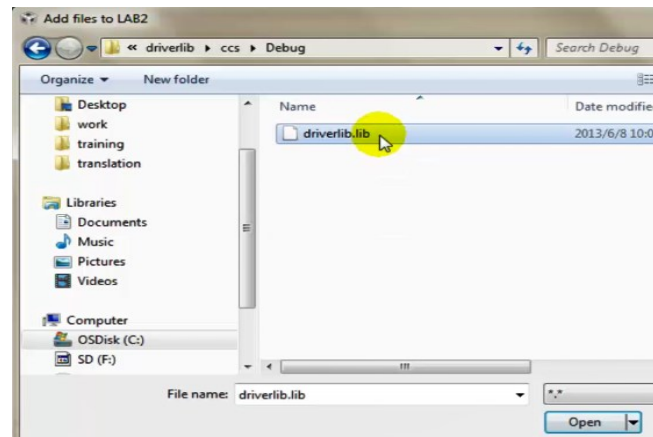 Add files to LAB2
« driverlib ▸ ccs ▸ Debug
Search Debug
Organize
New folder
Desktop
work
training
translation
Libraries
Documents
Music
Pictures
Videos
Computer
OSDisk (C:)
SD (F:)
Name
Date modifie
driverlib.lib
2013/6/8 10:0
File name: driverlib.lib
*.*
Open